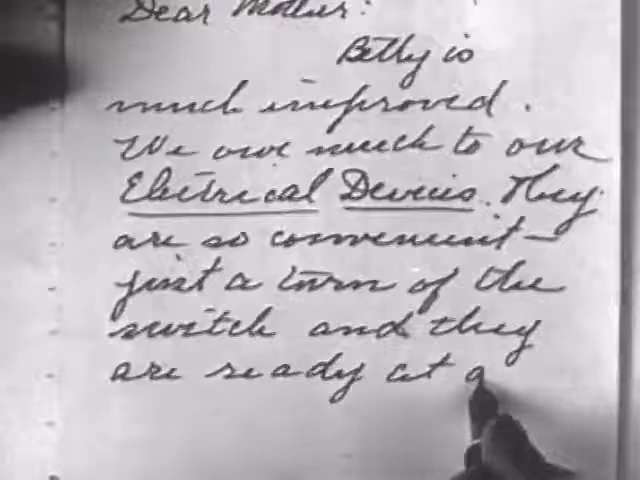 Dear Mother:
Betty is
much improved.
We owe much to our
Electrical Devices. They
are so convenient—
just a turn of the
switch and they
are ready at a